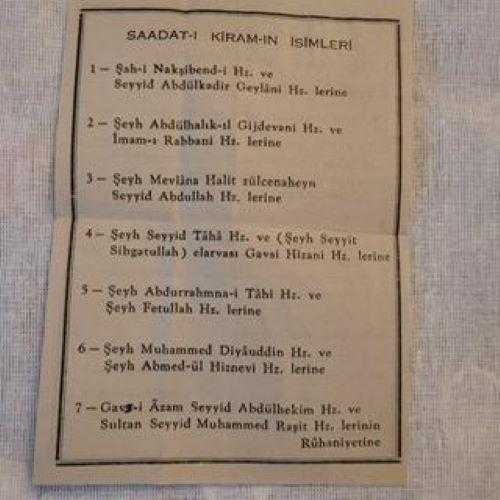 SAADAT-I KİRAM-IN İSİMLERİ
1 — Şah-i Nakşibend-i Hz. ve
Seyyid Abdülkadir Geylâni Hz. lerine
2 — Şeyh Abdülhalık-ıl Gijdevani Hz. ve
İmam-ı Rabbani Hz. lerine
3 — Şeyh Mevlâna Halit zülcenaheyn
Seyyid Abdullah Hz. lerine
4 — Şeyh Seyyid Tâhâ Hz. ve (Şeyh Seyyit
Sibgatullah) elarvası Gavsi Hizani Hz. lerine
5 — Şeyh Abdurrahmna-i Tâhi Hz. ve
Şeyh Fetullah Hz. lerine
6 — Şeyh Muhammed Diyâuddin Hz. ve
Şeyh Ahmed-ül Hiznevi Hz. lerine
7 — Gavs-i Âzam Seyyid Abdülhekim Hz. ve
Sultan Seyyid Muhammed Raşit Hz. lerinin
Rûhaniyetine